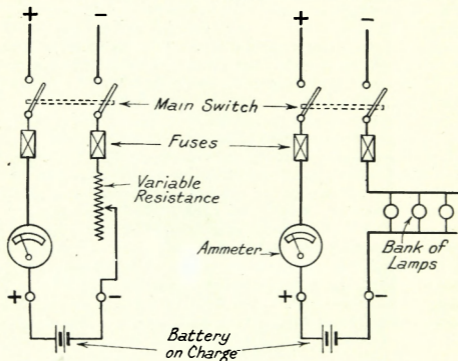 + - + -
Main Switch
Fuses
Variable
Resistance
Ammeter
Bank of
Lamps
+ - + -
Battery
on Charge